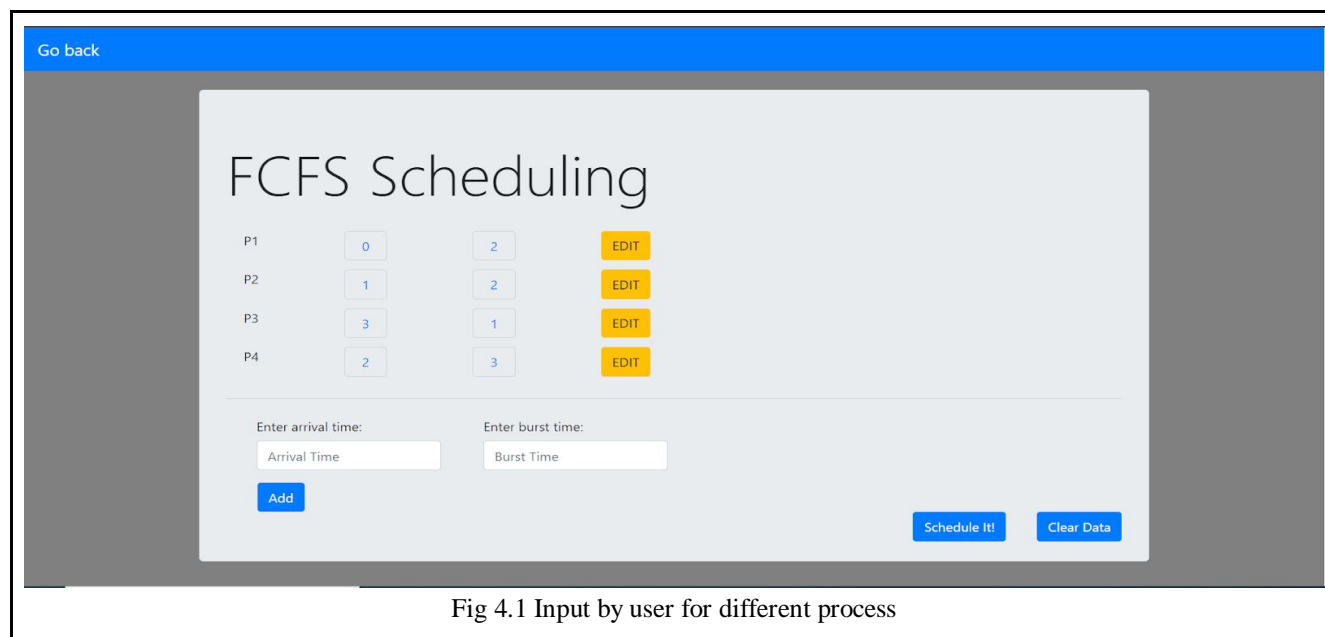 Go back
FCFS Scheduling
P1 0 2 EDIT
P2 1 2 EDIT
P3 3 1 EDIT
P4 2 3 EDIT
Enter arrival time: Enter burst time:
Arrival Time Burst Time
Add
Schedule It! Clear Data
Fig 4.1 Input by user for different process